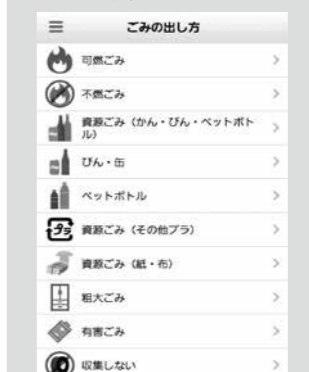 ごみの出し方
可燃ごみ
不燃ごみ
資源ごみ（かん・びん・ペットボト
ル）
びん・缶
ペットボトル
プラ
資源ごみ（その他プラ）
資源ごみ（紙・布）
粗大ごみ
有害ごみ
収集しない